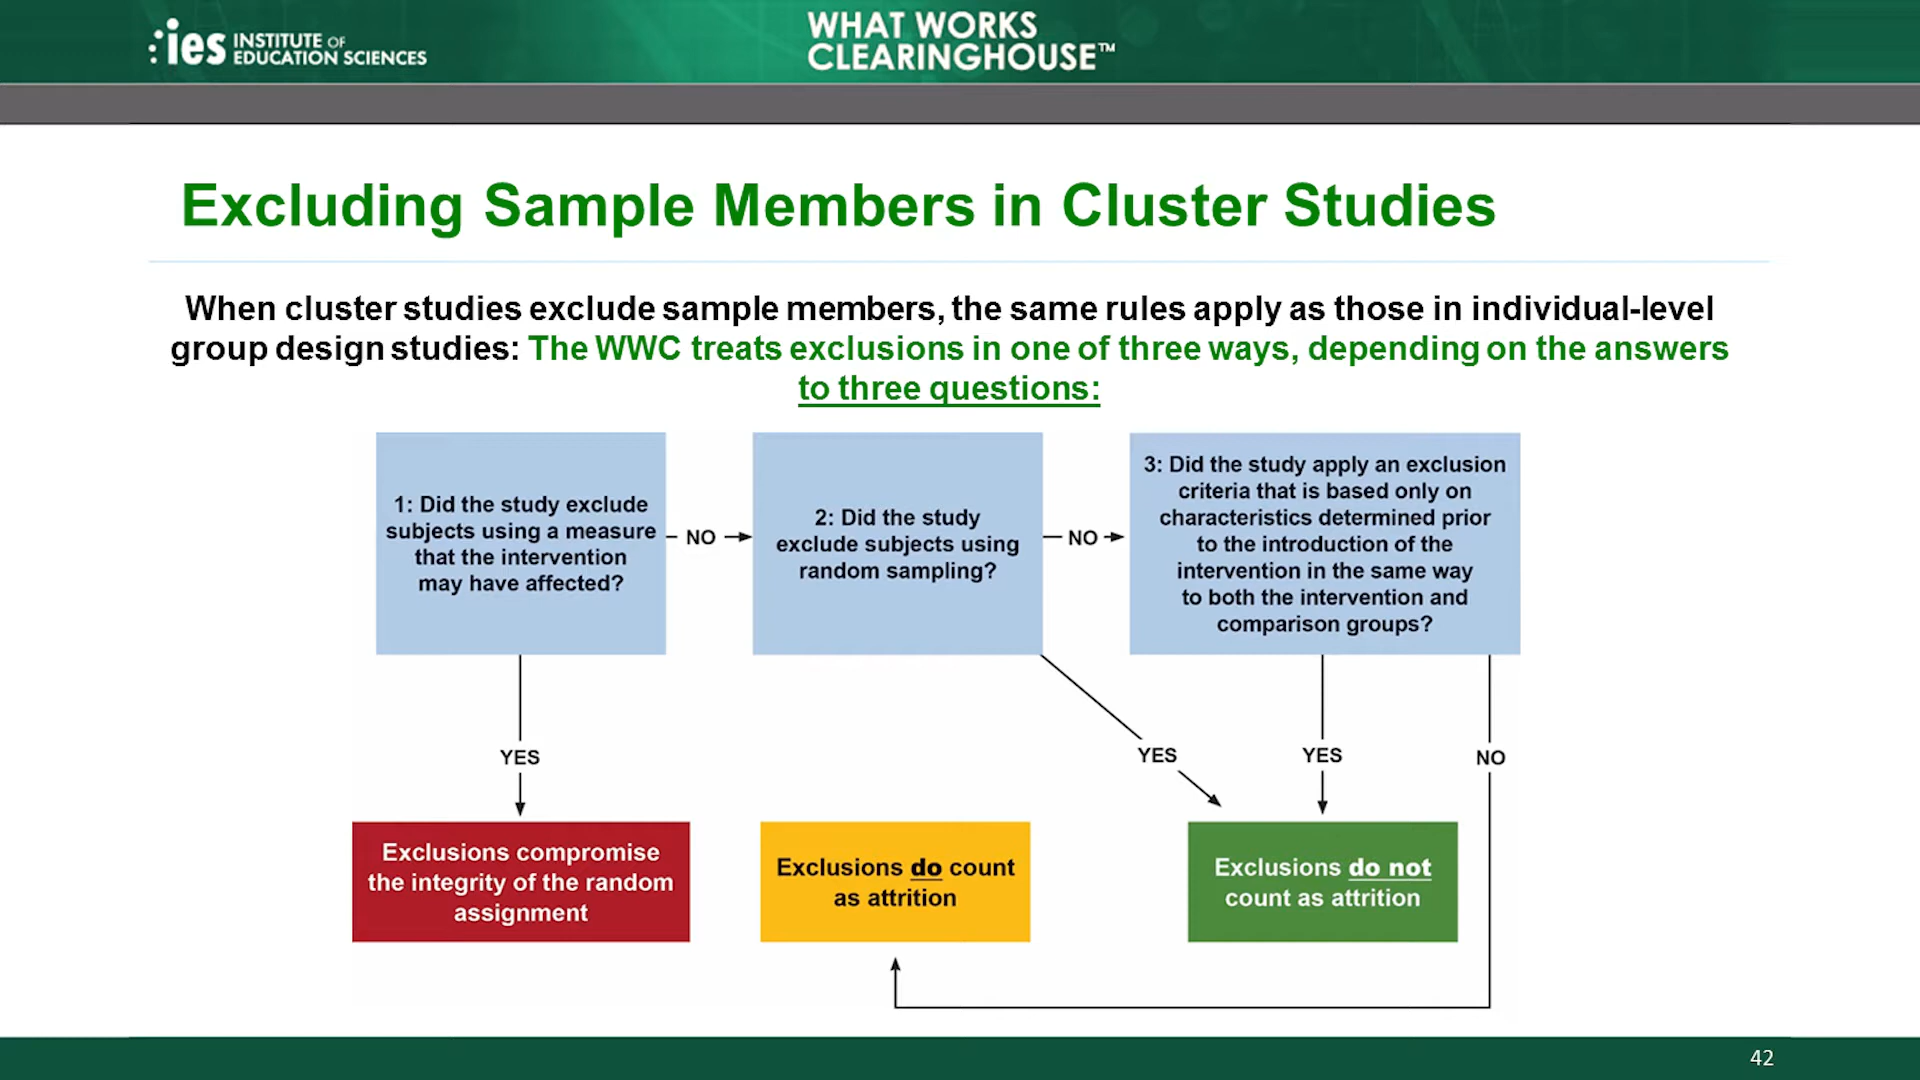 ies INSTITUTE OF
EDUCATION SCIENCES
WHAT WORKS
CLEARINGHOUSE™
Excluding Sample Members in Cluster Studies
When cluster studies exclude sample members, the same rules apply as those in individual-level
group design studies: The WWC treats exclusions in one of three ways, depending on the answers
to three questions:
1: Did the study exclude
subjects using a measure
that the intervention
may have affected?
NO
2: Did the study
exclude subjects using
random sampling?
NO
3: Did the study apply an exclusion
criteria that is based only on
characteristics determined prior
to the introduction of the
intervention in the same way
to both the intervention and
comparison groups?
YES
YES
YES
NO
Exclusions compromise
the integrity of the random
assignment
Exclusions do count
as attrition
Exclusions do not
count as attrition
42